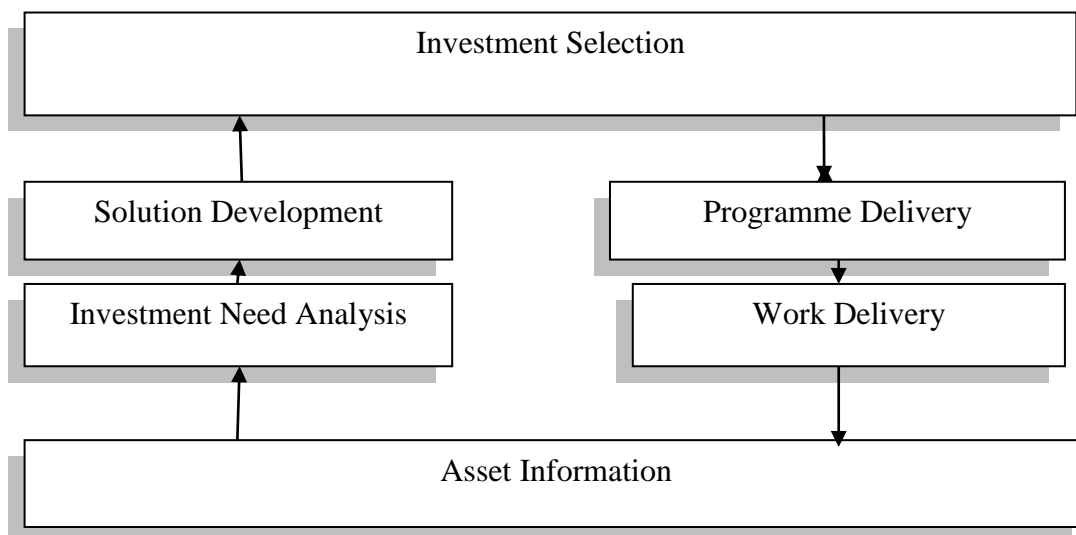 Investment Selection
Solution Development
Programme Delivery
Investment Need Analysis
Work Delivery
Asset Information